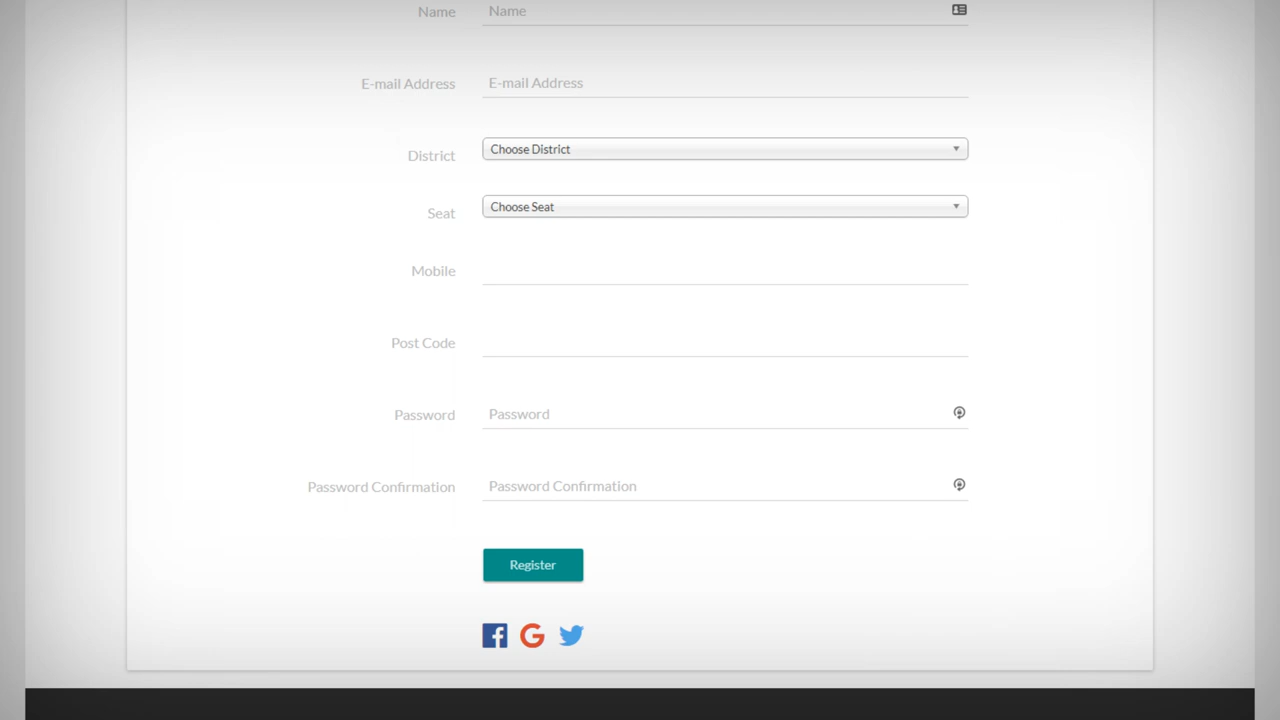 Name Name
E-mail Address E-mail Address
District Choose District
Seat Choose Seat
Mobile
Post Code
Password Password
Password Confirmation Password Confirmation
Register